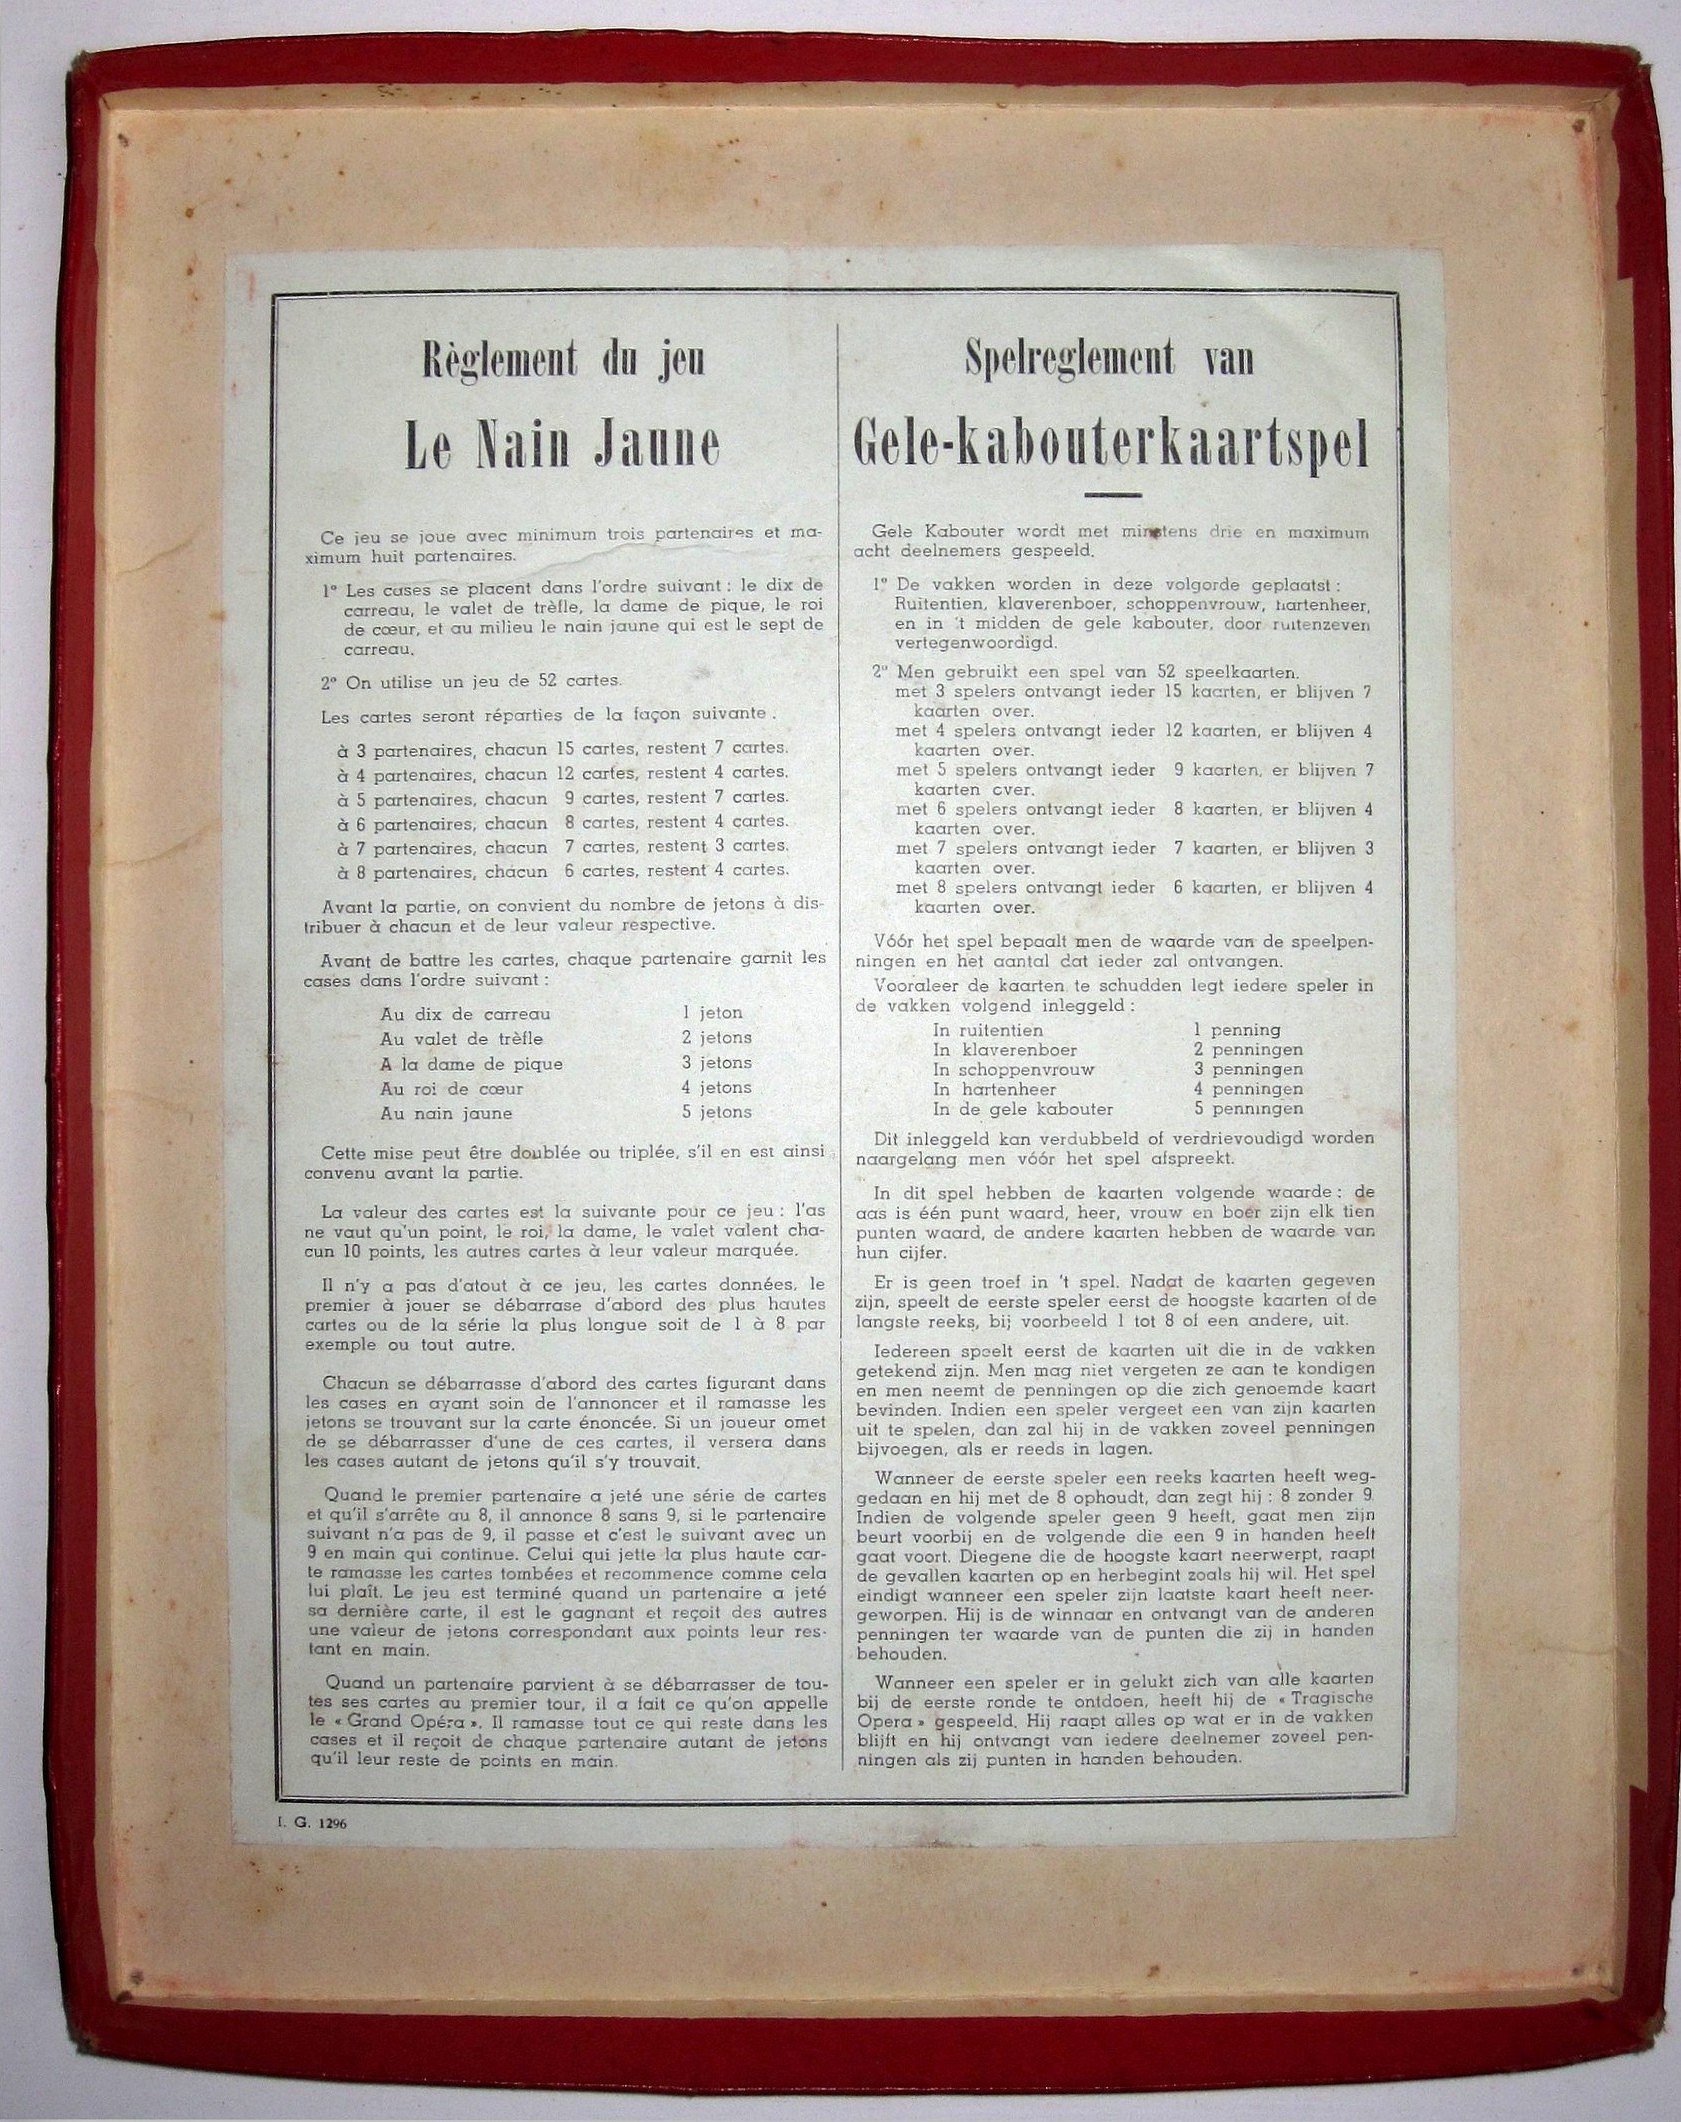 Règlement du jeu
Le Nain Jaune
Ce jeu se joue avec minimum trois partenaires et ma-
ximum huit partenaires.
1° Les cases se placent dans l'ordre suivant : le dix de
carreau, le valet de trèfle, la dame de pique, le roi
de cœur, et au milieu le nain jaune qui est le sept de
carreau.
2° On utilise un jeu de 52 cartes.
Les cartes seront réparties de la façon suivante .
à 3 partenaires, chacun 15 cartes, restent 7 cartes.
à 4 partenaires, chacun 12 cartes, restent 4 cartes.
à 5 partenaires, chacun 9 cartes, restent 7 cartes.
à 6 partenaires, chacun 8 cartes, restent 4 cartes.
à 7 partenaires, chacun 7 cartes, restent 3 cartes.
à 8 partenaires, chacun 6 cartes, restent 4 cartes.
Avant la partie, on convient du nombre de jetons à dis-
tribuer à chacun et de leur valeur respective.
Avant de battre les cartes, chaque partenaire garnit les
cases dans l'ordre suivant :
Au dix de carreau 1 jeton
Au valet de trèfle 2 jetons
A la dame de pique 3 jetons
Au roi de cœur 4 jetons
Au nain jaune 5 jetons
Cette mise peut être doublée ou triplée, s'il en est ainsi
convenu avant la partie.
La valeur des cartes est la suivante pour ce jeu : l'as
ne vaut qu'un point, le roi, la dame, le valet valent cha-
cun 10 points, les autres cartes à leur valeur marquée.
Il n'y a pas d'atout à ce jeu, les cartes données, le
premier à jouer se débarrase d'abord des plus hautes
cartes ou de la série la plus longue soit de 1 à 8 par
exemple ou tout autre.
Chacun se débarrasse d'abord des cartes figurant dans
les cases en ayant soin de l'annoncer et il ramasse les
jetons se trouvant sur la carte énoncée. Si un joueur omet
de se débarrasser d'une de ces cartes, il versera dans
les cases autant de jetons qu'il s'y trouvait.
Quand le premier partenaire a jeté une série de cartes
et qu'il s'arrête au 8, il annonce 8 sans 9, si le partenaire
suivant n'a pas de 9, il passe et c'est le suivant avec un
9 en main qui continue. Celui qui jette la plus haute car-
te ramasse les cartes tombées et recommence comme cela
lui plaît. Le jeu est terminé quand un partenaire a jeté
sa dernière carte, il est le gagnant et reçoit des autres
une valeur de jetons correspondant aux points leur res-
tant en main.
Quand un partenaire parvient à se débarrasser de tou-
tes ses cartes au premier tour, il a fait ce qu'on appelle
le « Grand Opéra ». Il ramasse tout ce qui reste dans les
cases et il reçoit de chaque partenaire autant de jetons
qu'il leur reste de points en main.
I. G. 1296
Spelreglement van
Gele-kabouterkaartspel
Gele Kabouter wordt met minstens drie en maximum
acht deelnemers gespeeld.
1° De vakken worden in deze volgorde geplaatst :
Ruitentien, klaverenboer, schoppenvrouw, hartenheer,
en in 't midden de gele kabouter, door ruitenzeven
vertegenwoordigd.
2° Men gebruikt een spel van 52 speelkaarten.
met 3 spelers ontvangt ieder 15 kaarten, er blijven 7
kaarten over.
met 4 spelers ontvangt ieder 12 kaarten, er blijven 4
kaarten over.
met 5 spelers ontvangt ieder 9 kaarten, er blijven 7
kaarten over.
met 6 spelers ontvangt ieder 8 kaarten, er blijven 4
kaarten over.
met 7 spelers ontvangt ieder 7 kaarten, er blijven 3
kaarten over.
met 8 spelers ontvangt ieder 6 kaarten, er blijven 4
kaarten over.
Vóór het spel bepaalt men de waarde van de speelpen-
ningen en het aantal dat ieder zal ontvangen.
Vooraleer de kaarten te schudden legt iedere speler in
de vakken volgend inleggeld :
In ruitentien 1 penning
In klaverenboer 2 penningen
In schoppenvrouw 3 penningen
In hartenheer 4 penningen
In de gele kabouter 5 penningen
Dit inleggeld kan verdubbeld of verdrievoudigd worden
naargelang men vóór het spel afspreekt.
In dit spel hebben de kaarten volgende waarde : de
aas is één punt waard, heer, vrouw en boer zijn elk tien
punten waard, de andere kaarten hebben de waarde van
hun cijfer.
Er is geen troef in 't spel. Nadat de kaarten gegeven
zijn, speelt de eerste speler eerst de hoogste kaarten of de
langste reeks, bij voorbeeld 1 tot 8 of een andere, uit.
Iedereen speelt eerst de kaarten uit die in de vakken
getekend zijn. Men mag niet vergeten ze aan te kondigen
en men neemt de penningen op die zich genoemde kaart
bevinden. Indien een speler vergeet een van zijn kaarten
uit te spelen, dan zal hij in de vakken zoveel penningen
bijvoegen, als er reeds in lagen.
Wanneer de eerste speler een reeks kaarten heeft weg-
gedaan en hij met de 8 ophoudt, dan zegt hij : 8 zonder 9
Indien de volgende speler geen 9 heeft, gaat men zijn
beurt voorbij en de volgende die een 9 in handen heeft
gaat voort. Diegene die de hoogste kaart neerwerpt, raapt
de gevallen kaarten op en herbegint zoals hij wil. Het spel
eindigt wanneer een speler zijn laatste kaart heeft neer-
geworpen. Hij is de winnaar en ontvangt van de anderen
penningen ter waarde van de punten die zij in handen
behouden.
Wanneer een speler er in gelukt zich van alle kaarten
bij de eerste ronde te ontdoen, heeft hij de « Tragische
Opera » gespeeld. Hij raapt alles op wat er in de vakken
blijft en hij ontvangt van iedere deelnemer zoveel pen-
ningen als zij punten in handen behouden.